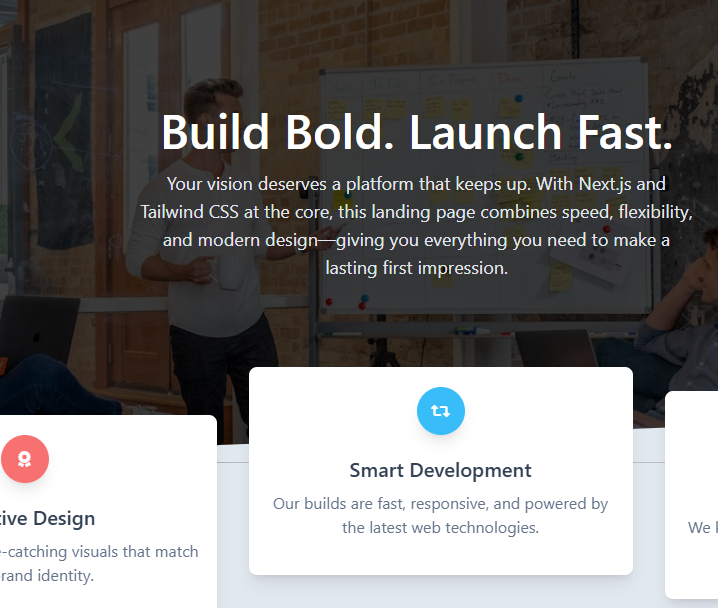 Build Bold. Launch Fast.
Your vision deserves a platform that keeps up. With Next.js and
Tailwind CSS at the core, this landing page combines speed, flexibility,
and modern design—giving you everything you need to make a
lasting first impression.
Smart Development
Our builds are fast, responsive, and powered by
the latest web technologies.
tive Design
-catching visuals that match
rand identity.
We